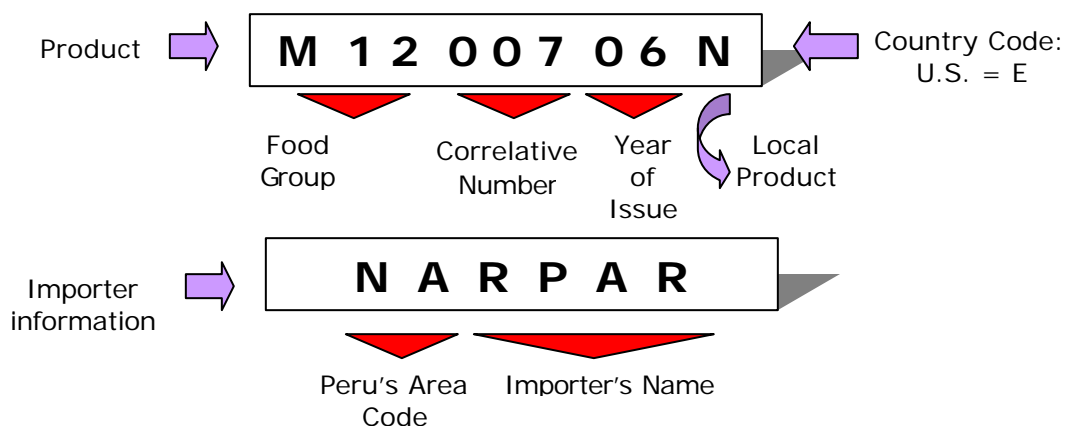 Product
M 1 2 0 0 7 0 6 N
Country Code:
U.S. = E
Food
Group
Correlative
Number
Year
of
Issue
Local
Product
Importer
information
N A R P A R
Peru's Area
Code
Importer's Name